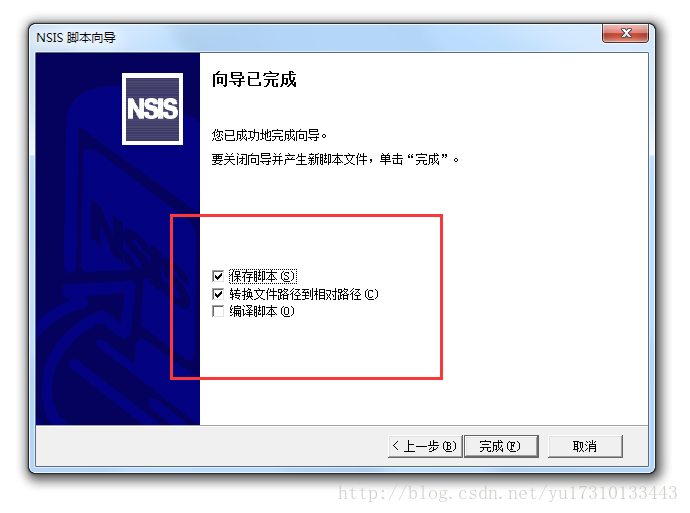 NSIS 脚本向导
NSIS
向导已完成
您已成功地完成向导。
要关闭向导并产生新脚本文件，单击“完成”。
保存脚本(S)
转换文件路径到相对路径(C)
编译脚本(O)
< 上一步(B)
完成(F)
取消
http://blog.csdn.net/yu17310133443